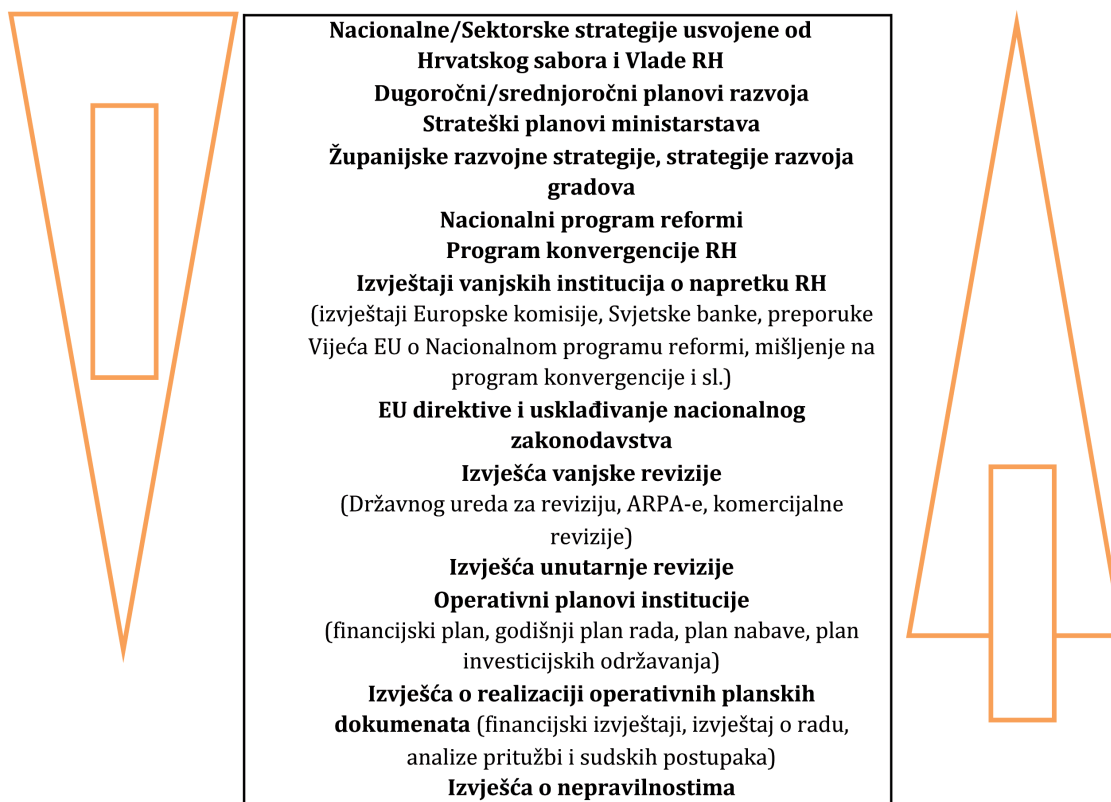 Nacionalne/Sektorske strategije usvojene od
Hrvatskog sabora i Vlade RH
Dugoročni/srednjoročni planovi razvoja
Strateški planovi ministarstava
Županijske razvojne strategije, strategije razvoja
gradova
Nacionalni program reformi
Program konvergencije RH
Izvještaji vanjskih institucija o napretku RH
(izvještaji Europske komisije, Svjetske banke, preporuke
Vijeća EU o Nacionalnom programu reformi, mišljenje na
program konvergencije i sl.)
EU direktive i usklađivanje nacionalnog
zakonodavstva
Izvješća vanjske revizije
(Državnog ureda za reviziju, ARPA-e, komercijalne
revizije)
Izvješća unutarnje revizije
Operativni planovi institucije
(financijski plan, godišnji plan rada, plan nabave, plan
investicijskih održavanja)
Izvješća o realizaciji operativnih planskih
dokumenata (financijski izvještaji, izvještaj o radu,
analize pritužbi i sudskih postupaka)
Izvješća o nepravilnostima